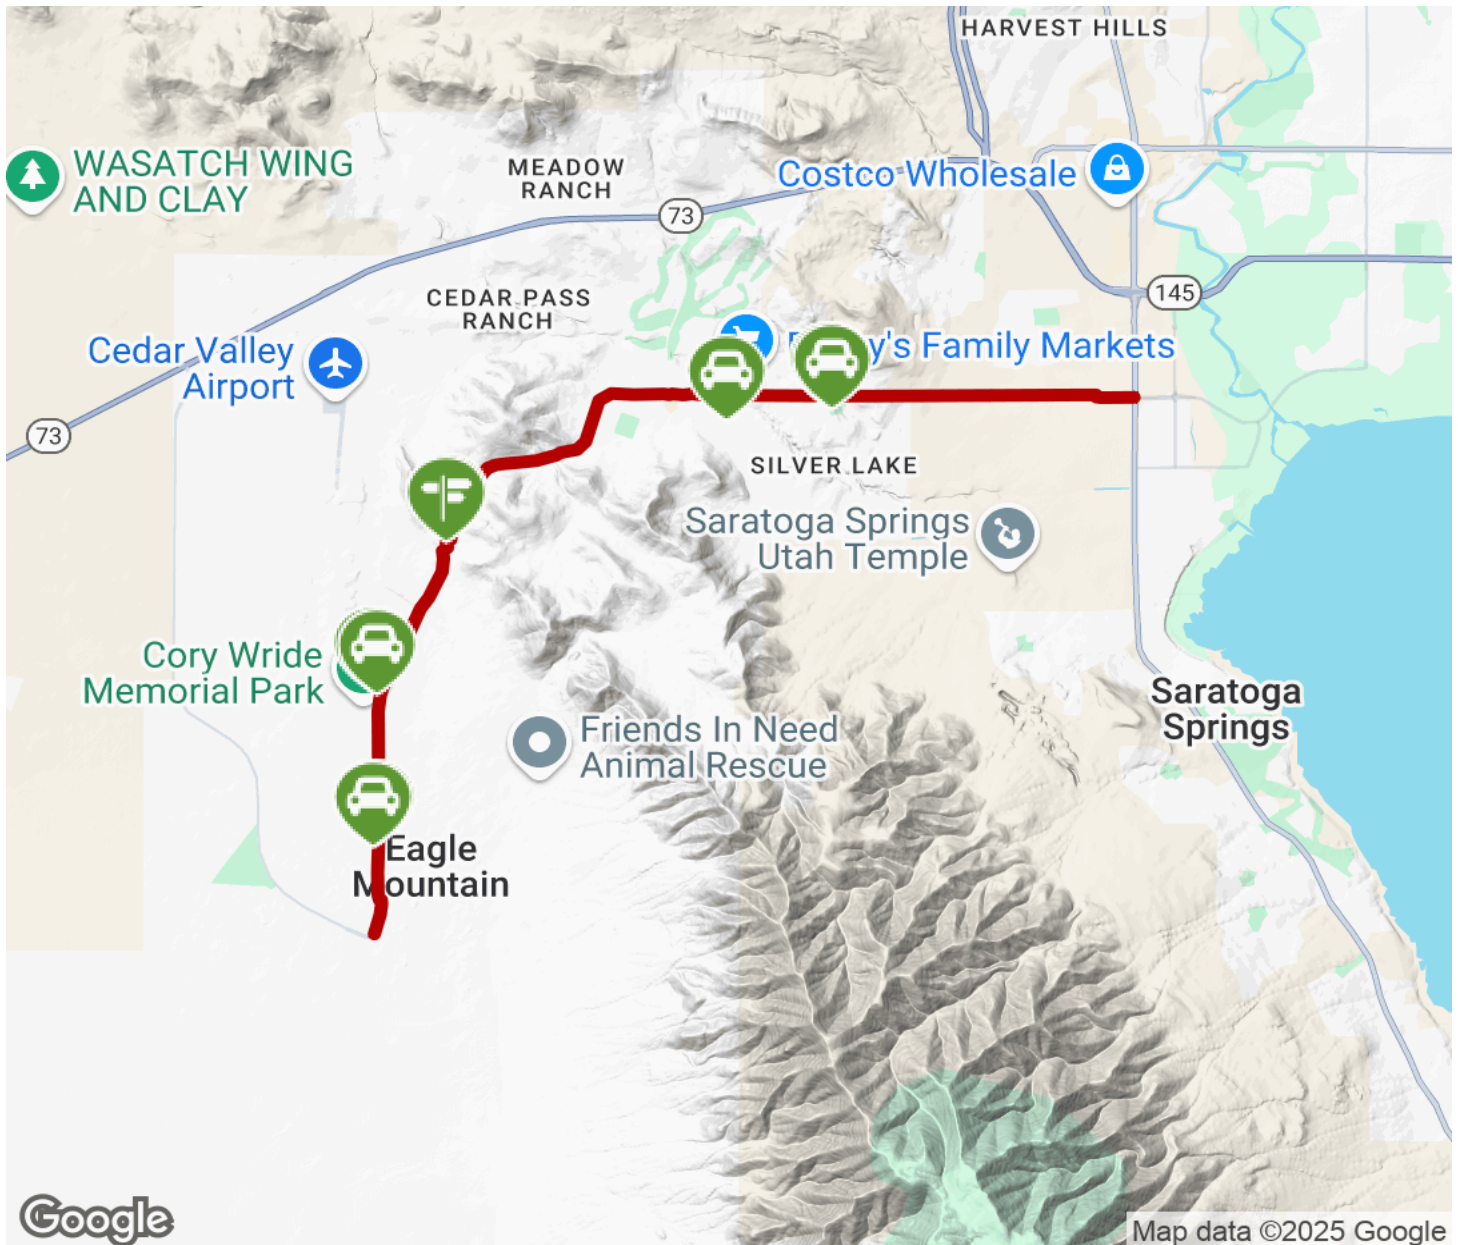 HARVEST HILLS
WASATCH WING
AND CLAY
MEADOW
RANCH
Costco Wholesale
73
145
CEDAR PASS
RANCH
Cedar Valley
Airport
y's Family Markets
73
SILVER LAKE
Saratoga Springs
Utah Temple
Cory Wride
Memorial Park
Saratoga
Springs
Friends In Need
Animal Rescue
Eagle
Mountain
Google
Map data ©2025 Google